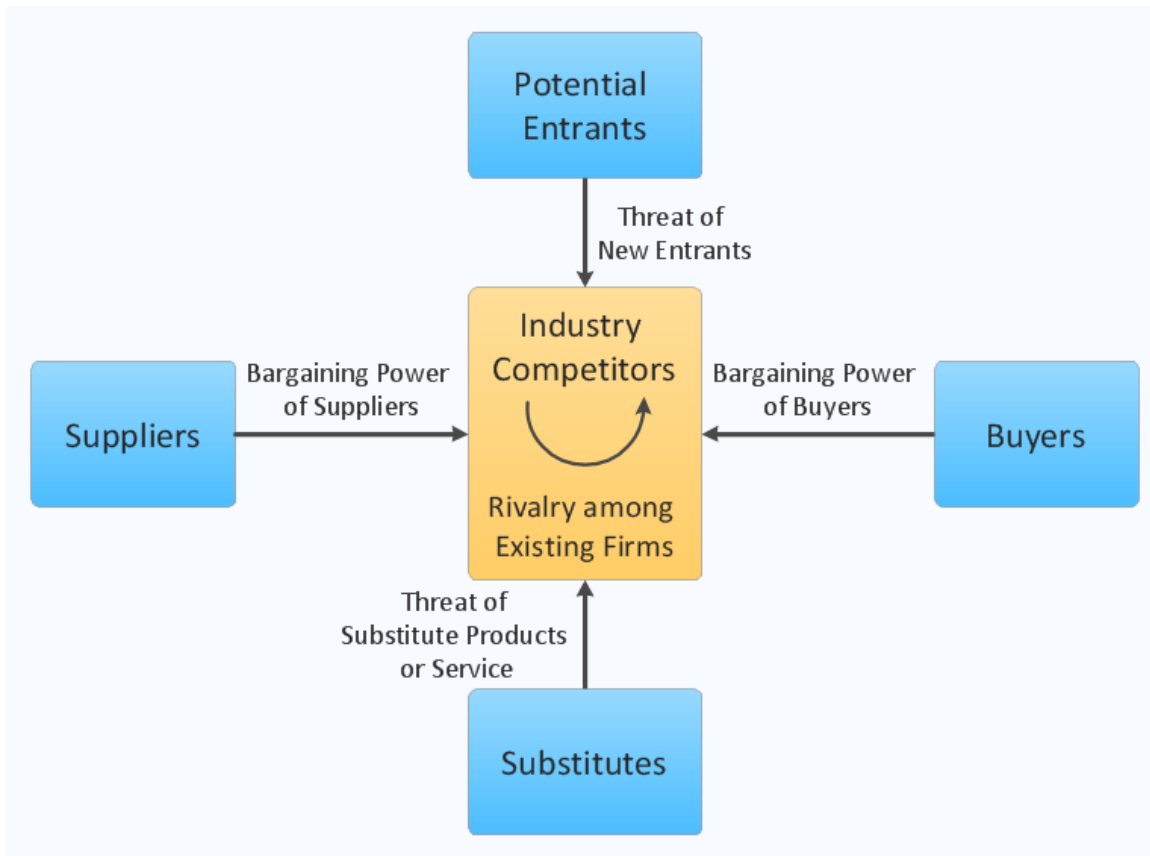 Potential
Entrants
Threat of
New Entrants
Industry
Competitors
Bargaining Power
of Suppliers
Bargaining Power
of Buyers
Suppliers
Buyers
Rivalry among
Existing Firms
Threat of
Substitute Products
or Service
Substitutes